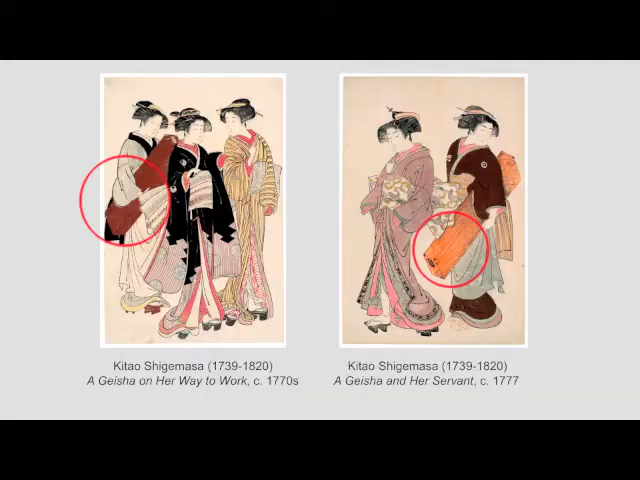 Kitao Shigemasa (1739-1820)
A Geisha on Her Way to Work, c. 1770s
Kitao Shigemasa (1739-1820)
A Geisha and Her Servant, c. 1777